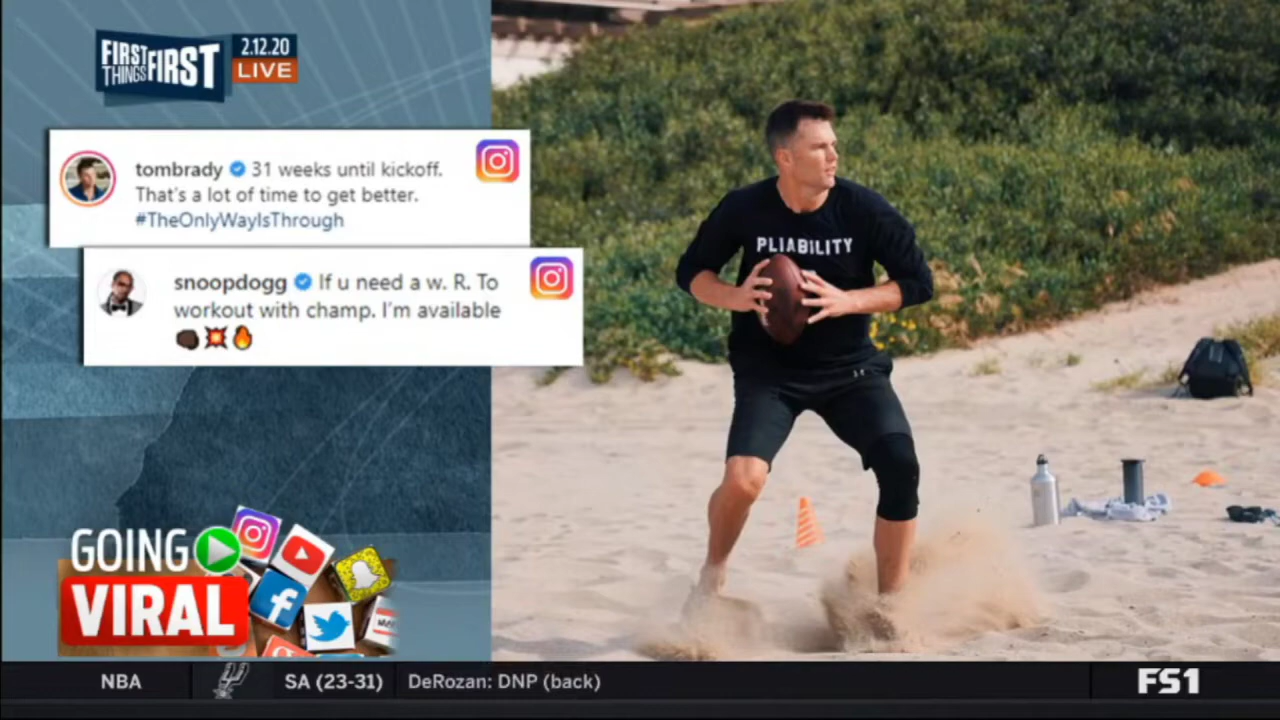 FIRST
THINGS
FIRST
2.12.20
LIVE
tombrady 31 weeks until kickoff.
That's a lot of time to get better.
#TheOnlyWayIsThrough
snoopdogg If u need a w. R. To
workout with champ. I'm available
PLIABILITY
GOING
VIRAL
NBA SA (23-31) DeRozan: DNP (back) FS1